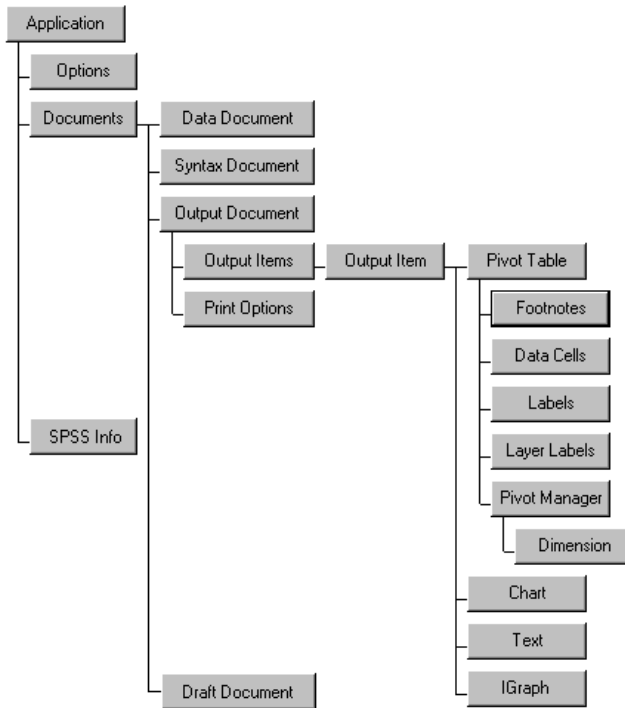 Application
Options
Documents
Data Document
Syntax Document
Output Document
Output Items
Output Item
Pivot Table
Print Options
Footnotes
Data Cells
Labels
SPSS Info
Layer Labels
Pivot Manager
Dimension
Chart
Text
Draft Document
IGraph